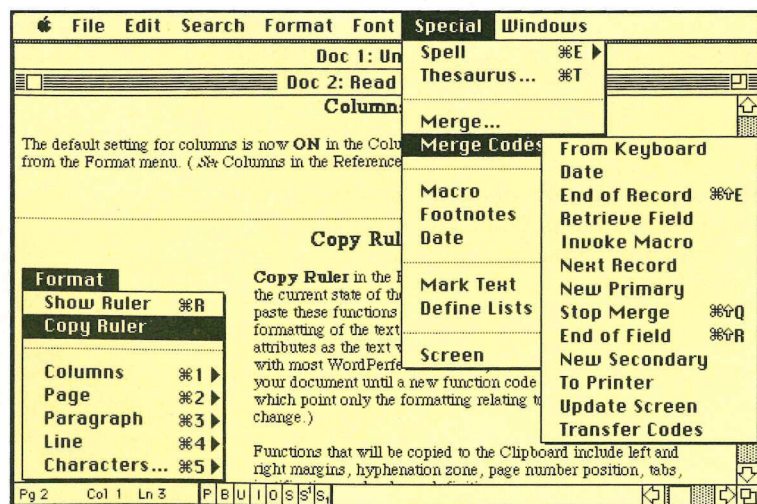 File Edit Search Format Font Special Windows
Doc 1: Un
Doc 2: Read
Spell ⌘E ▶
Thesaurus... ⌘T
Merge...
Merge Codes
Macro
Footnotes
Date
Mark Text
Define Lists
Screen
From Keyboard
Date
End of Record ⌘⇧E
Retrieve Field
Invoke Macro
Next Record
New Primary
Stop Merge ⌘⇧Q
End of Field ⌘⇧R
New Secondary
To Printer
Update Screen
Transfer Codes
Column
The default setting for columns is now ON in the Colu
from the Format menu. ( See Columns in the Reference
Copy Rul
Format
Show Ruler ⌘R
Copy Ruler
Columns ⌘1 ▶
Page ⌘2 ▶
Paragraph ⌘3 ▶
Line ⌘4 ▶
Characters... ⌘5 ▶
Copy Ruler in the
the current state of the
paste these functions
formatting of the text
attributes as the text
with most WordPerfe
your document until a new function code
which point only the formatting relating t
change.)
Functions that will be copied to the Clipboard include left and
right margins, hyphenation zone, page number position, tabs,
Pg 2 Col 1 Ln 3 P B U I O S S¹ S₁